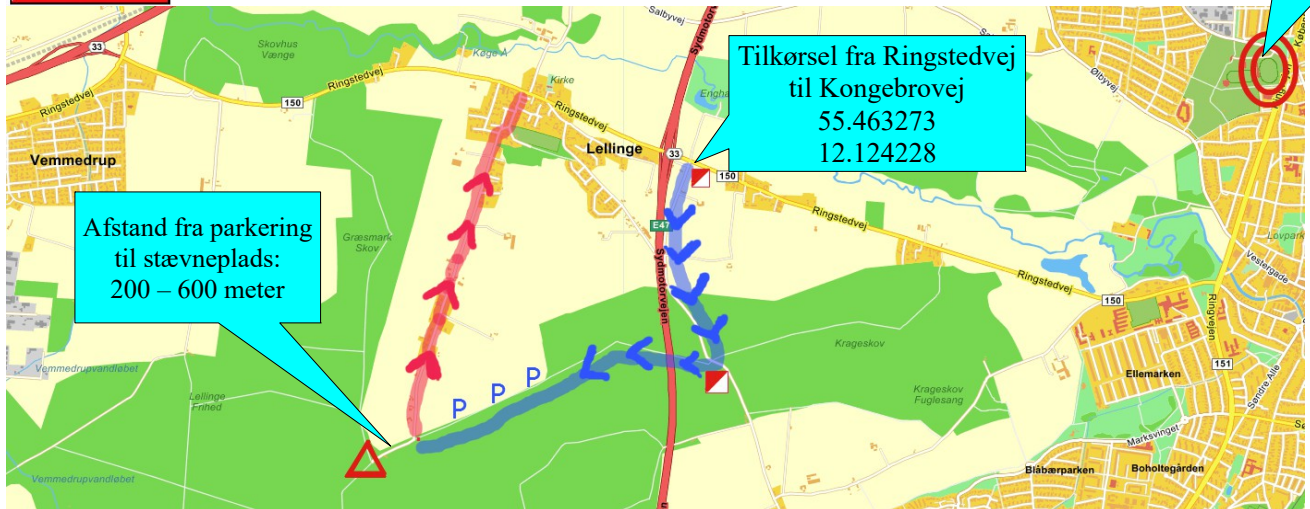 Salbyvej
33
Skovhus
Vænge
Køge Å
Sydmotorvejen
Tilkørsel fra Ringstedvej
til Kongebrovej
55.463273
12.124228
Ølbyvej
Ringstedvej
150
Kirke
Ringstedvej
Vemmedrup
Lellinge
33
150
Afstand fra parkering
til stævneplads:
200 – 600 meter
Græsmark
Skov
E47
Sydmotorvejen
Ringstedvej
Ringstedvej
Lovpark
Vestergade
150
Ringvejen
Krageskov
151
Ellemarken
Søndre Alle
Vemmedrupvandløbet
Lellinge
Frihed
P P P
Krageskov
Fuglesang
Marksvinget
Blåbærparken
Boholtegården
Vemmedrupvandløbet